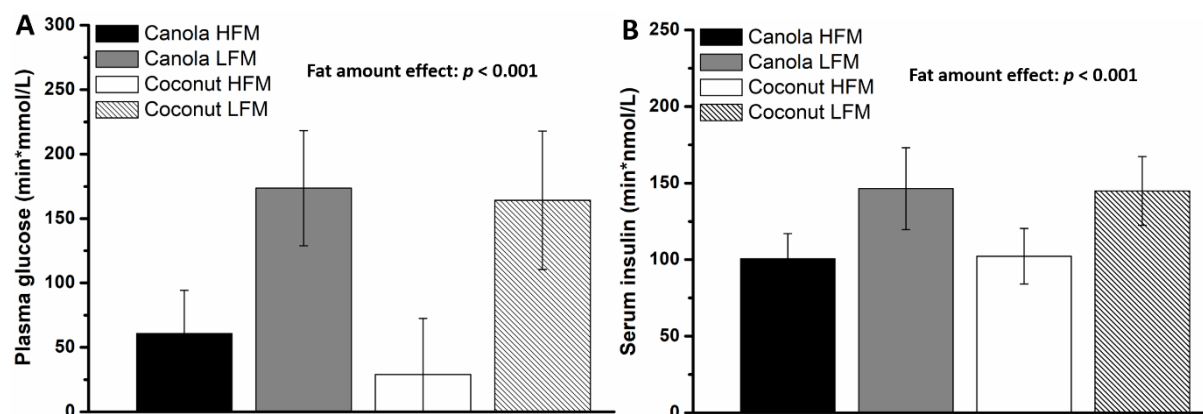 A
Plasma glucose (min*mmol/L)
300
250
200
150
100
50
0
Canola HFM
Canola LFM
Coconut HFM
Coconut LFM
Fat amount effect: p < 0.001
B
Serum insulin (min*nmol/L)
250
200
150
100
50
0
Canola HFM
Canola LFM
Coconut HFM
Coconut LFM
Fat amount effect: p < 0.001